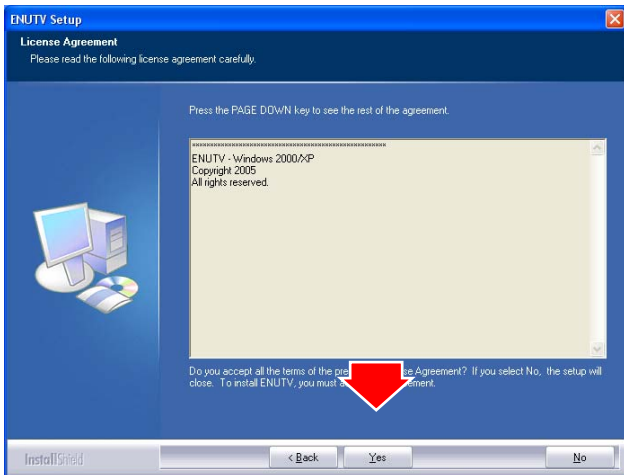 ENUTV Setup
License Agreement
Please read the following license agreement carefully.
Press the PAGE DOWN key to see the rest of the agreement.
ENUTV - Windows 2000/XP
Copyright 2005
All rights reserved.
Do you accept all the terms of the Agreement? If you select No, the setup will
close. To install ENUTV, you must
InstallShield
< Back
Yes
No